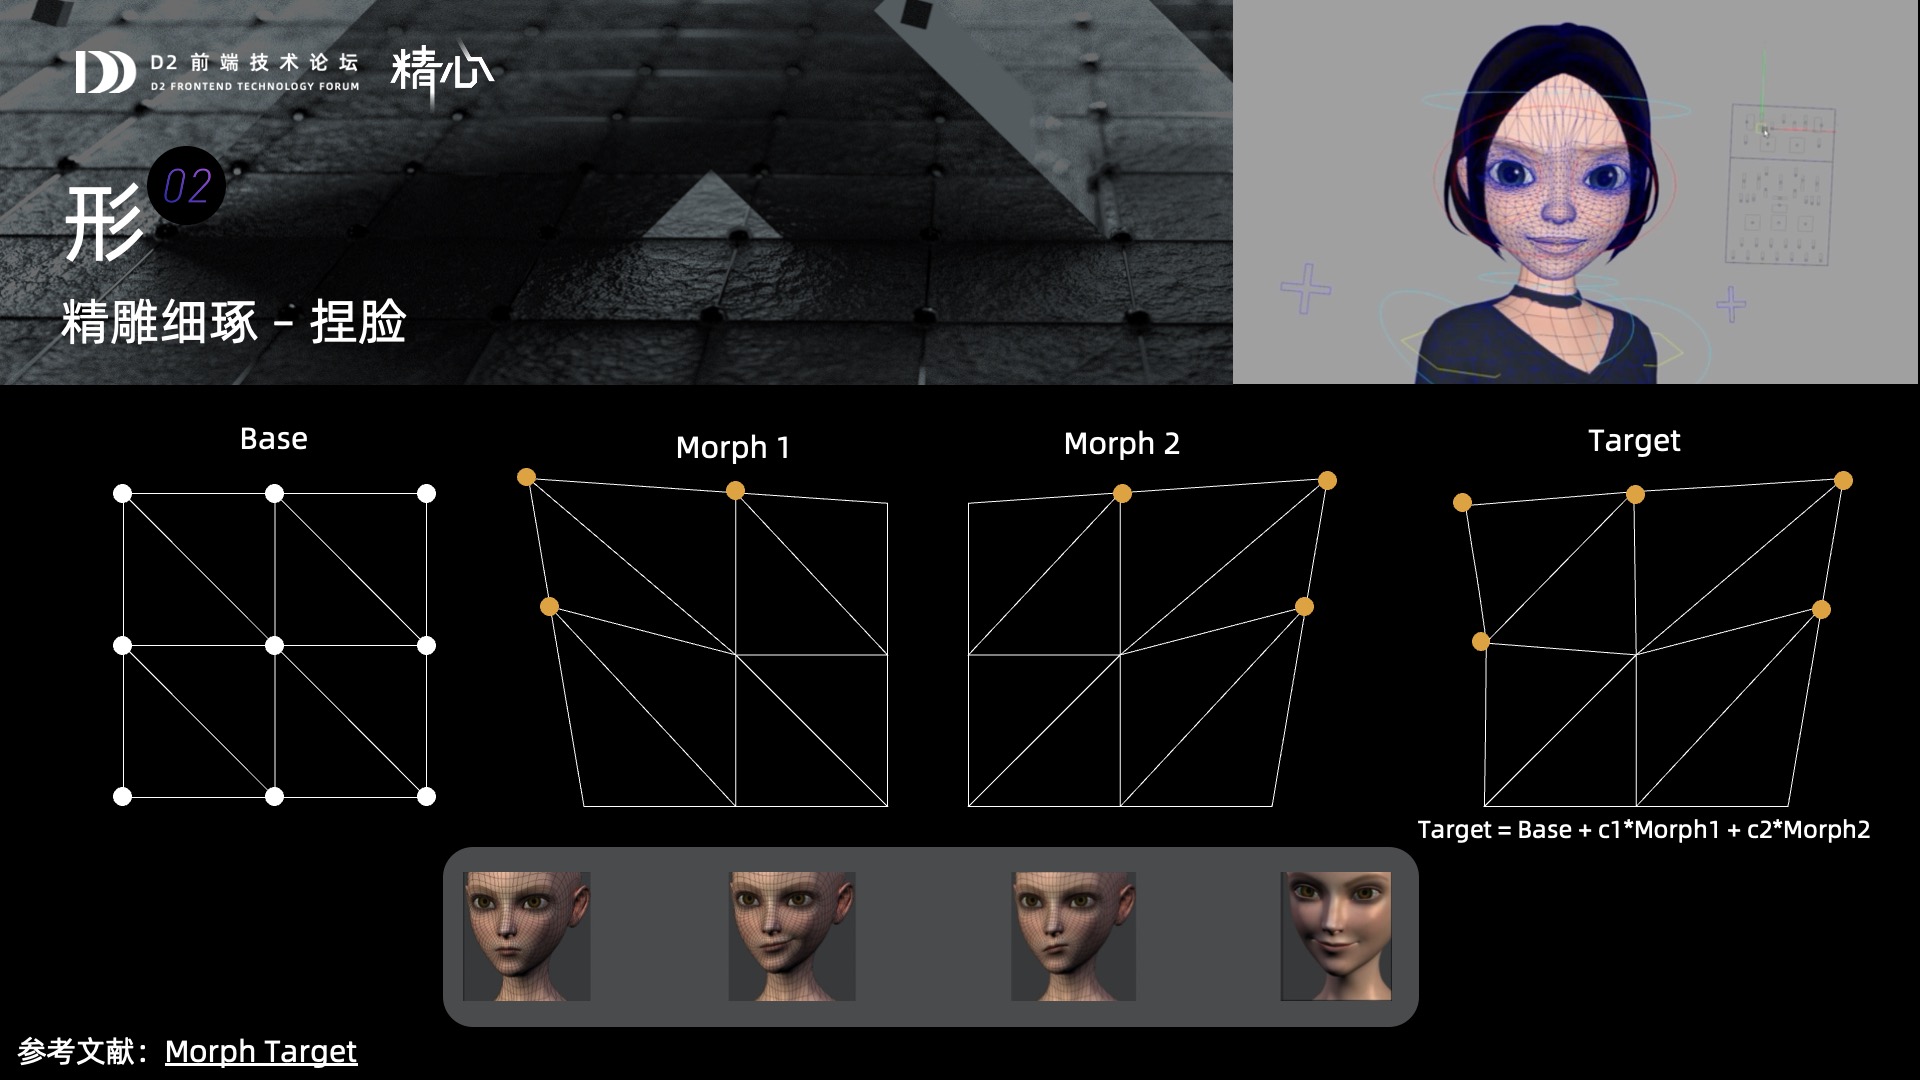 D2 前端技术论坛
D2 FRONTEND TECHNOLOGY FORUM
精心
形
02
精雕细琢 - 捏脸
Base
Morph 1
Morph 2
Target
Target = Base + c1*Morph1 + c2*Morph2
参考文献：Morph Target